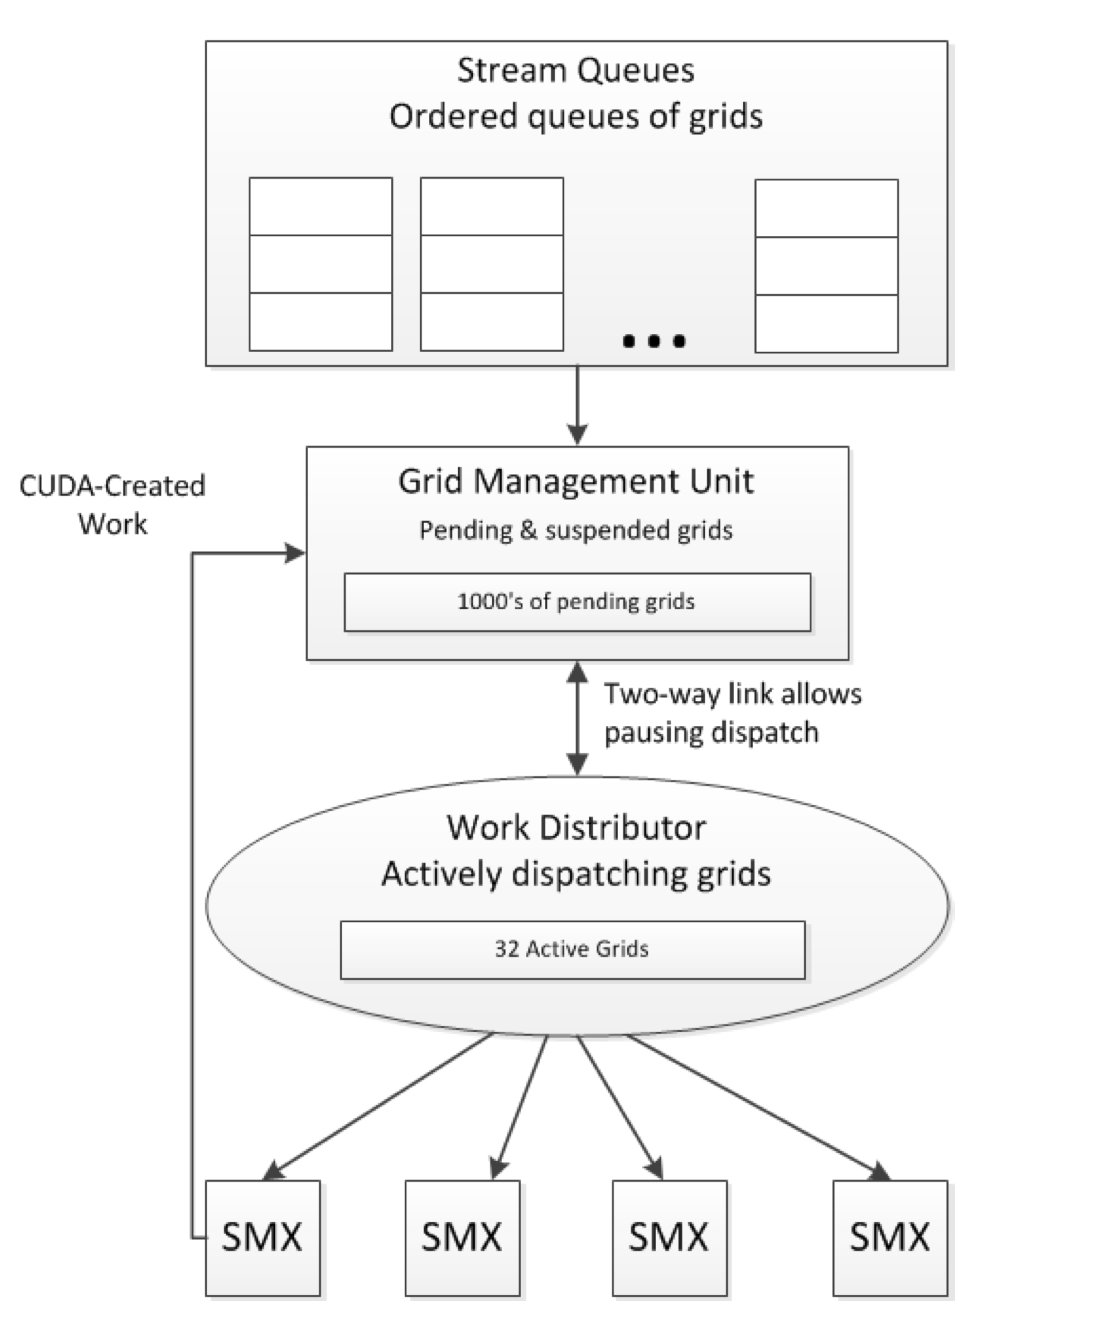 Stream Queues
Ordered queues of grids
...
CUDA-Created
Work
Grid Management Unit
Pending & suspended grids
1000's of pending grids
Two-way link allows
pausing dispatch
Work Distributor
Actively dispatching grids
32 Active Grids
SMX
SMX
SMX
SMX